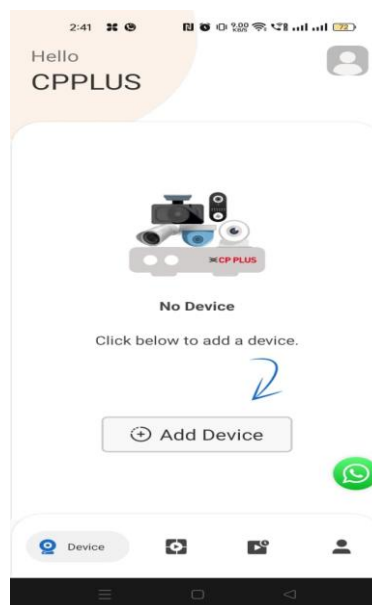 2:41
Hello
CPPLUS
CP PLUS
No Device
Click below to add a device.
Add Device
Device